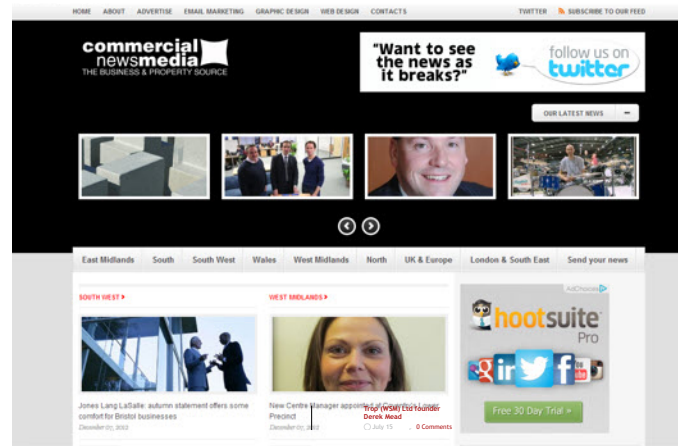 HOME ABOUT ADVERTISE EMAIL MARKETING GRAPHIC DESIGN WEB DESIGN CONTACTS TWITTER SUBSCRIBE TO OUR FEED
commercial
newsmedia
THE BUSINESS & PROPERTY SOURCE
"Want to see
the news as
it breaks?"
follow us on
twitter
OUR LATEST NEWS
East Midlands South South West Wales West Midlands North UK & Europe London & South East Send your news
SOUTH WEST
WEST MIDLANDS
AdChoices
hootsuite
Pro
You
Tube
Free 30 Day Trial »
Jones Lang LaSalle: autumn statement offers some
comfort for Bristol businesses
December 07, 2012
New Centre Manager appointed at Coventry's Lower
Precinct
December 07, 2012
Trop (WSM) Ltd founder
Derek Mead
July 15
0 Comments